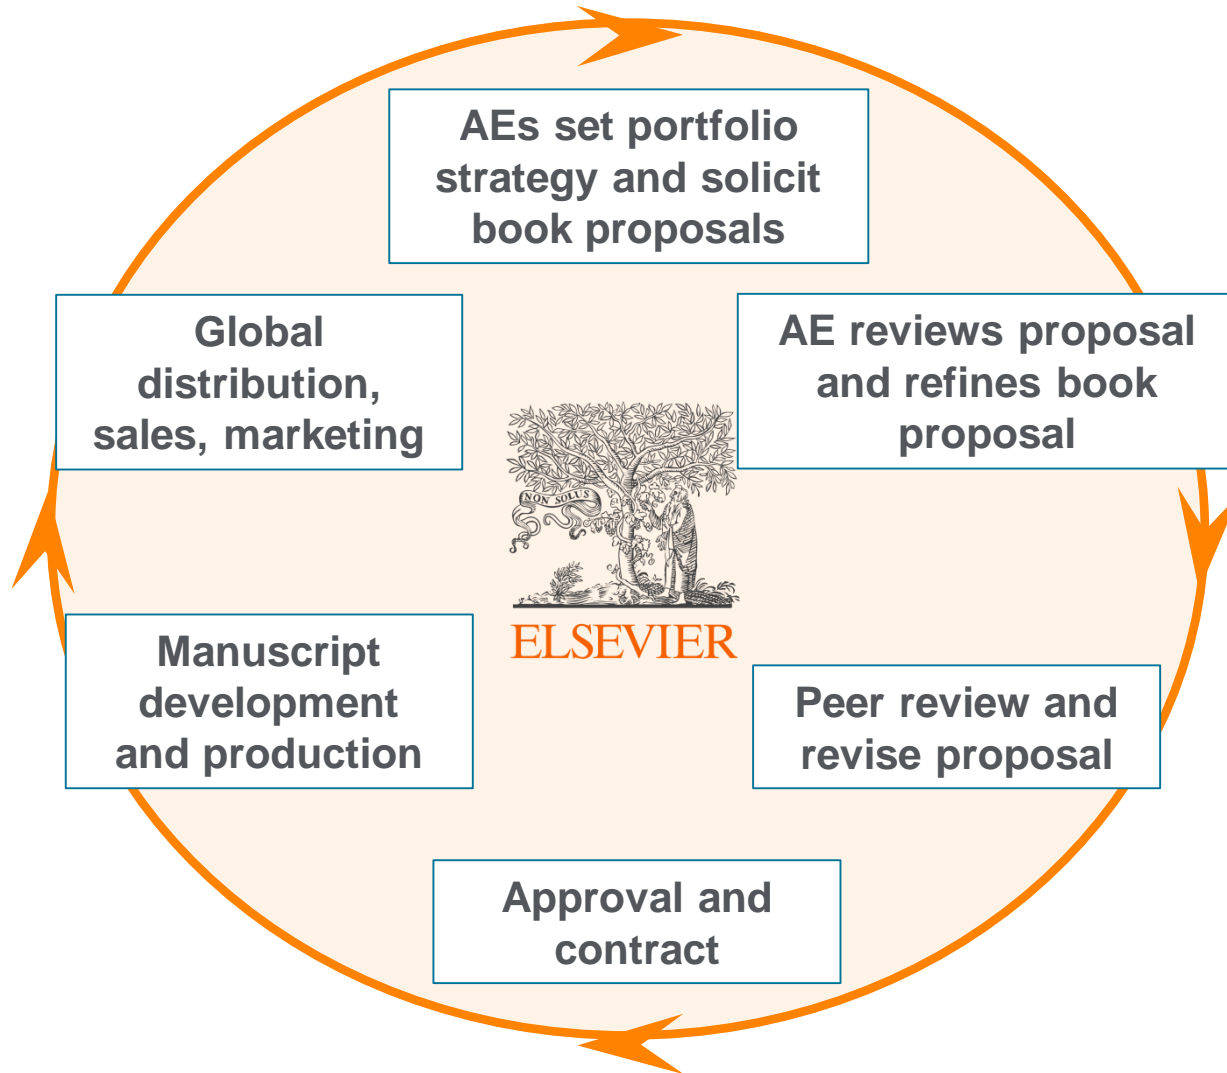 AEs set portfolio
strategy and solicit
book proposals
AE reviews proposal
and refines book
proposal
Peer review and
revise proposal
Approval and
contract
Manuscript
development
and production
Global
distribution,
sales, marketing
NON SOLUS
ELSEVIER